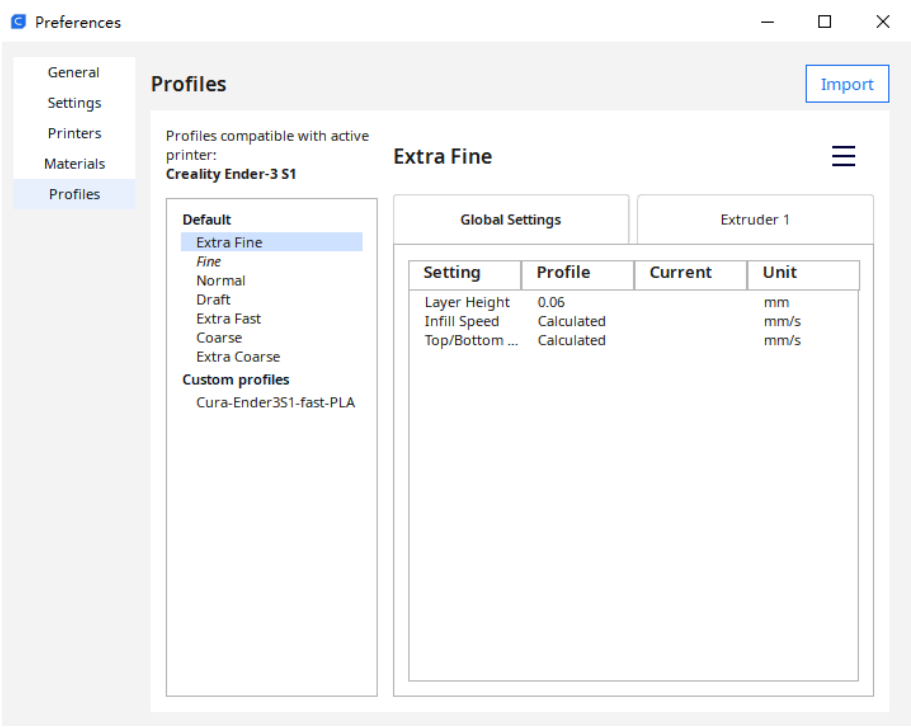 Preferences
General
Settings
Printers
Materials
Profiles
Profiles
Import
Profiles compatible with active
printer:
Creality Ender-3 S1
Default
Extra Fine
Fine
Normal
Draft
Extra Fast
Coarse
Extra Coarse
Custom profiles
Cura-Ender3S1-fast-PLA
Extra Fine
Global Settings Extruder 1
Setting Profile Current Unit
Layer Height 0.06 mm
Infill Speed Calculated mm/s
Top/Bottom ... Calculated mm/s